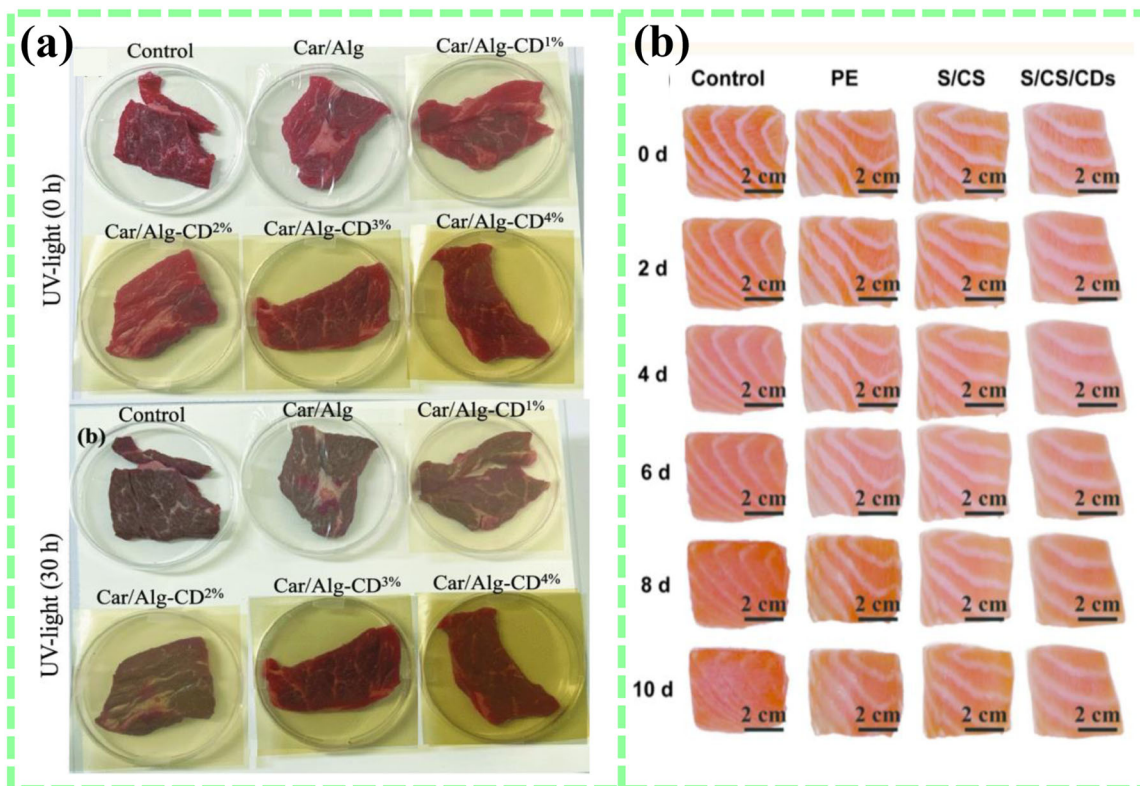 (a)
Control Car/Alg Car/Alg-CD1%
UV-light (0 h)
Car/Alg-CD2% Car/Alg-CD3% Car/Alg-CD4%
Control Car/Alg Car/Alg-CD1%
(b)
UV-light (30 h)
Car/Alg-CD2% Car/Alg-CD3% Car/Alg-CD4%
(b)
Control PE S/CS S/CS/CDs
0 d
2 cm 2 cm 2 cm 2 cm
2 d
2 cm 2 cm 2 cm 2 cm
4 d
2 cm 2 cm 2 cm 2 cm
6 d
2 cm 2 cm 2 cm 2 cm
8 d
2 cm 2 cm 2 cm 2 cm
10 d
2 cm 2 cm 2 cm 2 cm